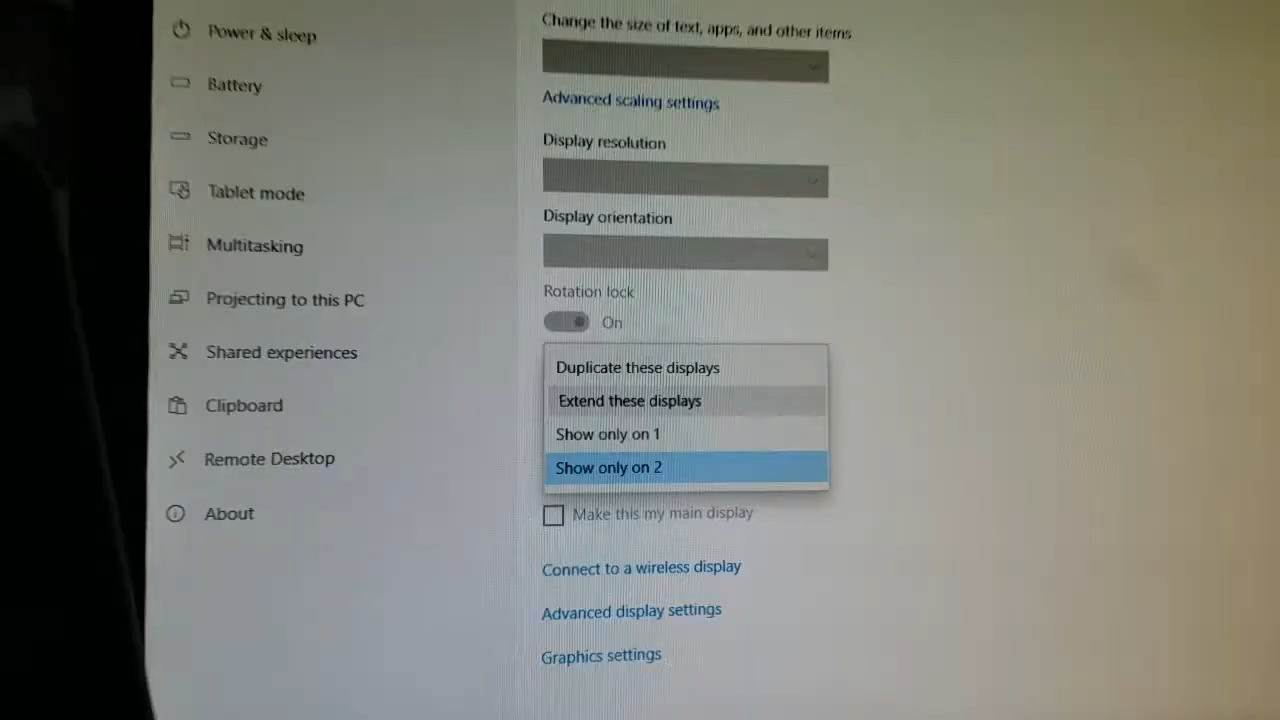 Power & sleep
Battery
Storage
Tablet mode
Multitasking
Projecting to this PC
Shared experiences
Clipboard
Remote Desktop
About
Change the size of text, apps, and other items
Advanced scaling settings
Display resolution
Display orientation
Rotation lock
On
Duplicate these displays
Extend these displays
Show only on 1
Show only on 2
Make this my main display
Connect to a wireless display
Advanced display settings
Graphics settings